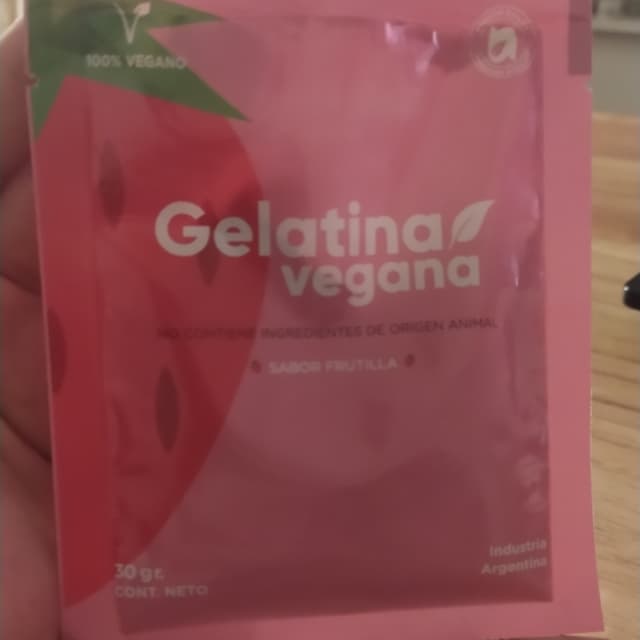 100% VEGANO
Gelatina
vegana
NO CONTIENE INGREDIENTES DE ORIGEN ANIMAL
SABOR FRUTILLA
30 gr.
CONT. NETO
Industria
Argentina